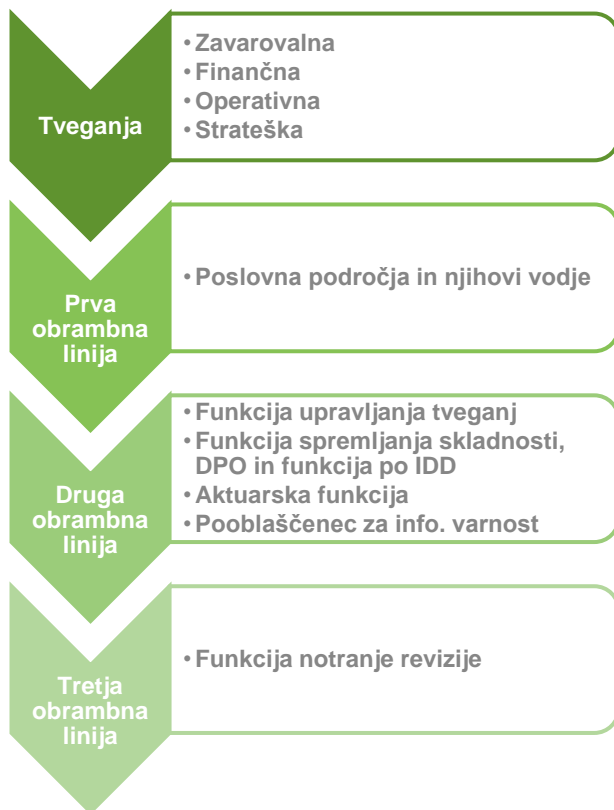 Tveganja
• Zavarovalna
• Finančna
• Operativna
• Strateška
Prva
obrambna
linija
• Poslovna področja in njihovi vodje
Druga
obrambna
linija
• Funkcija upravljanja tveganj
• Funkcija spremljanja skladnosti,
DPO in funkcija po IDD
• Aktuarska funkcija
• Pooblaščenec za info. varnost
Tretja
obrambna
linija
• Funkcija notranje revizije